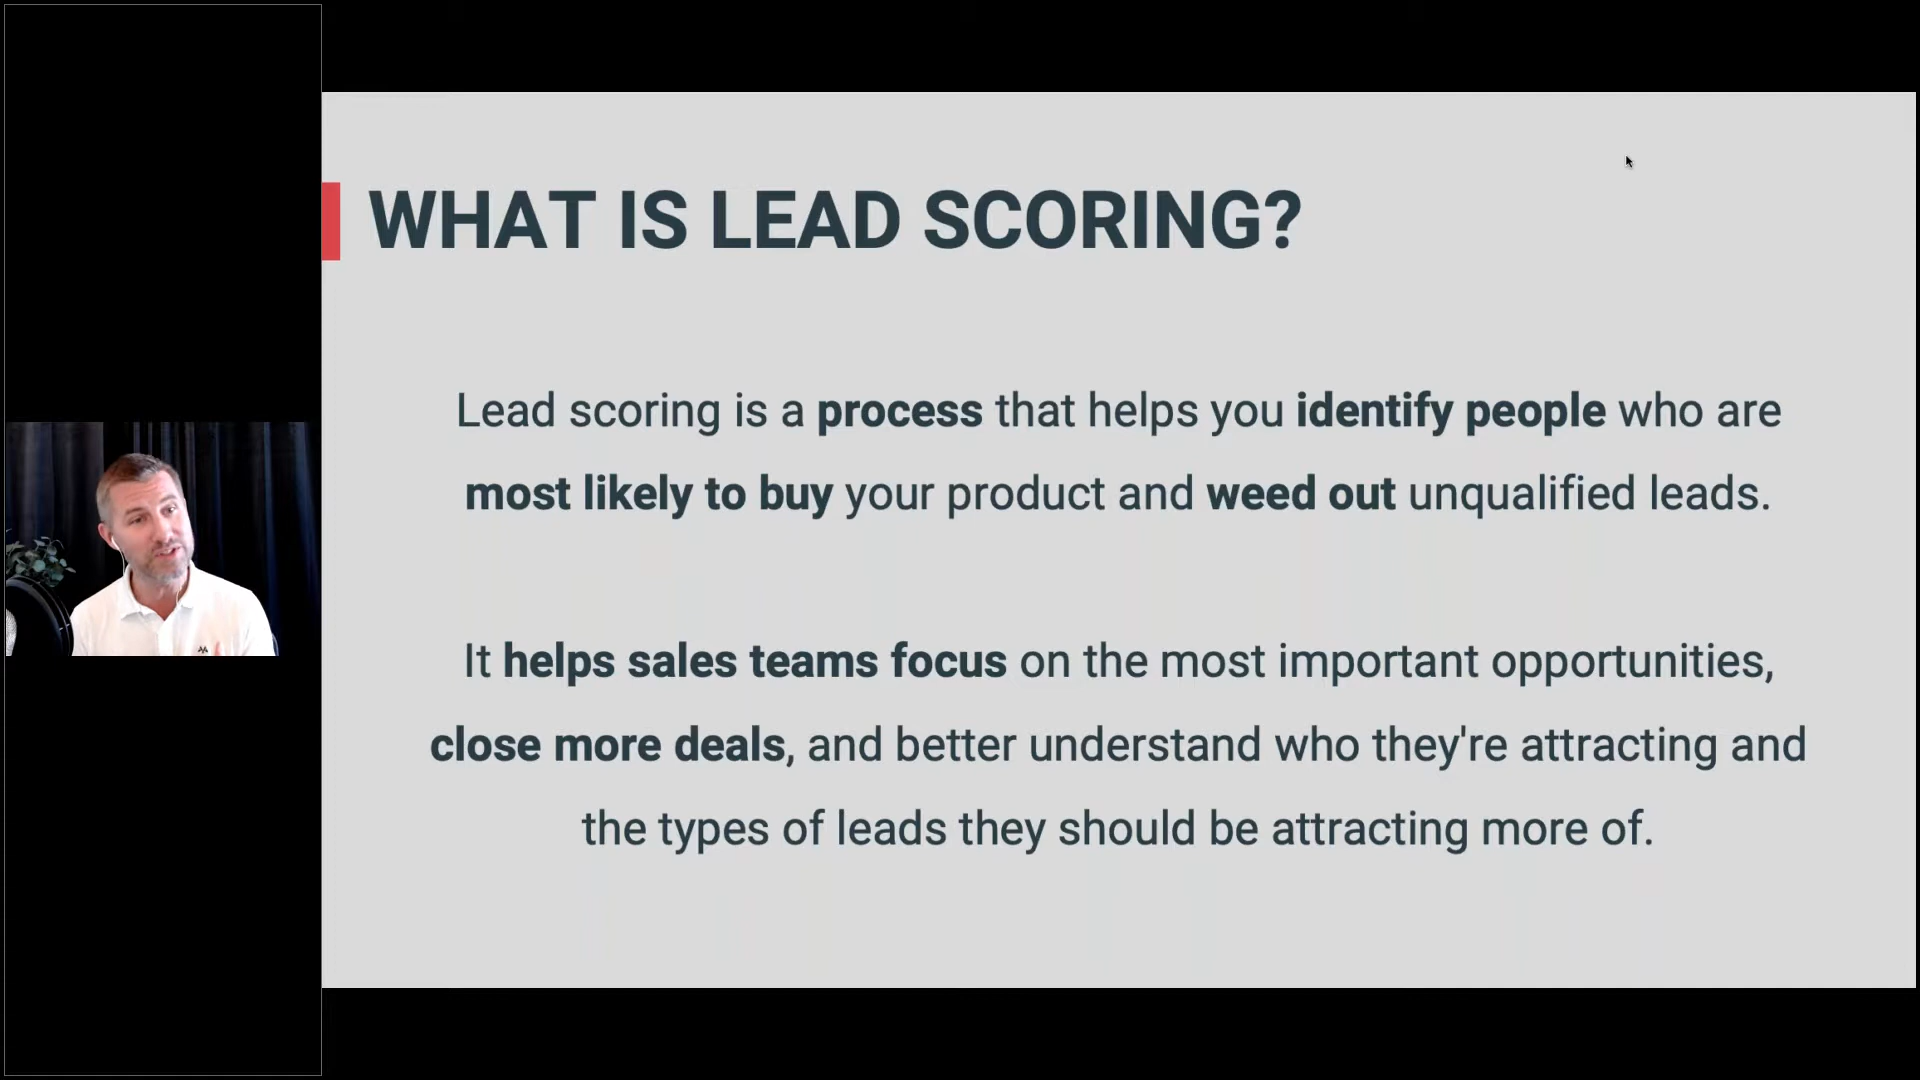 WHAT IS LEAD SCORING?
Lead scoring is a process that helps you identify people who are
most likely to buy your product and weed out unqualified leads.
It helps sales teams focus on the most important opportunities,
close more deals, and better understand who they're attracting and
the types of leads they should be attracting more of.